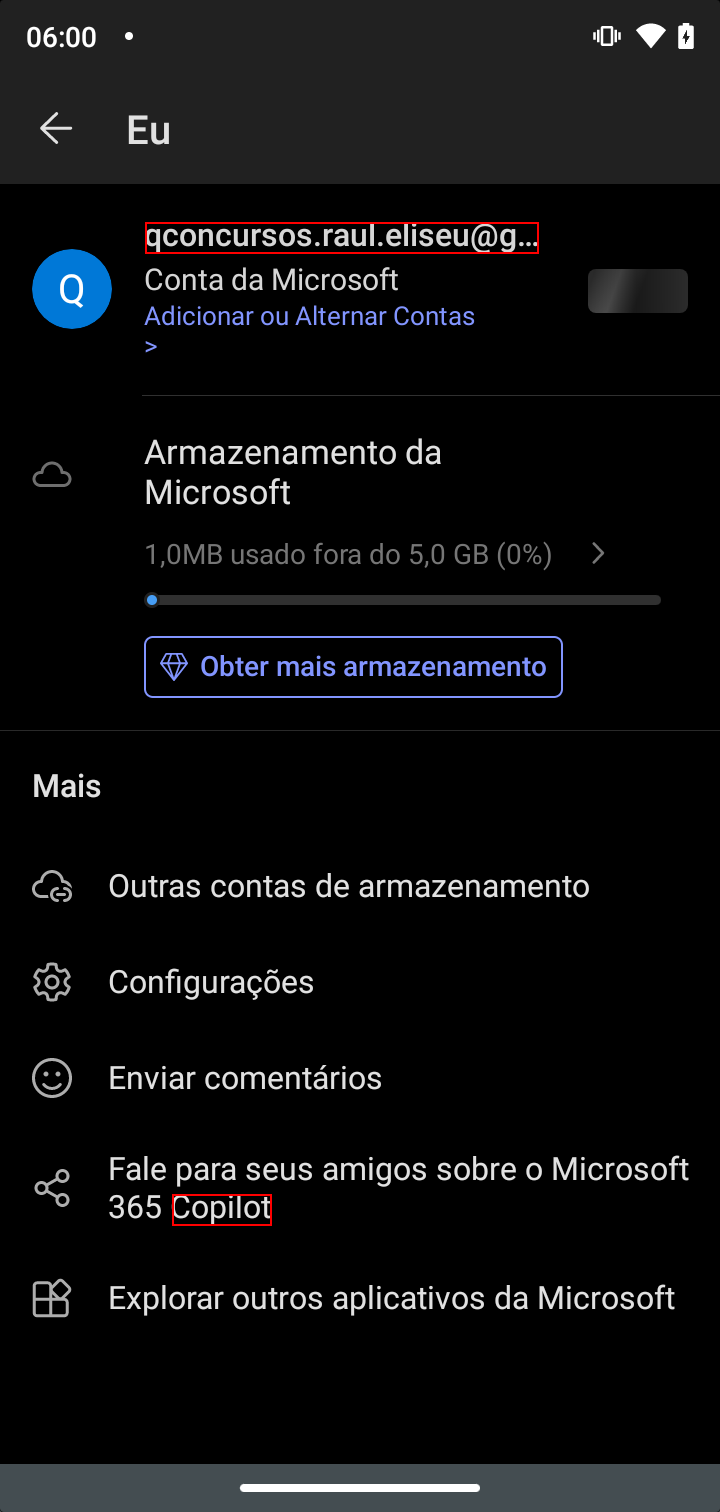 06:00
Eu
Q
qconcursos.raul.eliseu@g...
Conta da Microsoft
Adicionar ou Alternar Contas
>
Armazenamento da
Microsoft
1,0MB usado fora do 5,0 GB (0%)
Obter mais armazenamento
Mais
Outras contas de armazenamento
Configurações
Enviar comentários
Fale para seus amigos sobre o Microsoft
365 Copilot
Explorar outros aplicativos da Microsoft